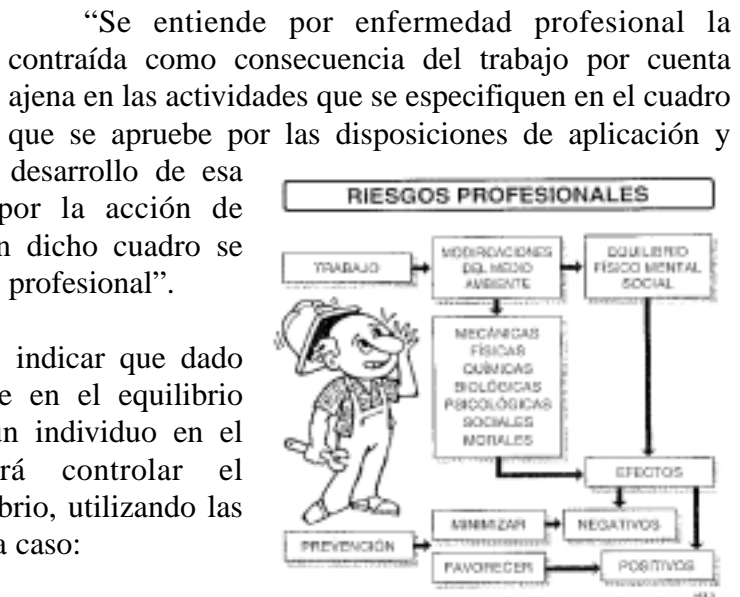 “Se entiende por enfermedad profesional la
contraída como consecuencia del trabajo por cuenta
ajena en las actividades que se especifiquen en el cuadro
que se apruebe por las disposiciones de aplicación y
desarrollo de esa
por la acción de
n dicho cuadro se
profesional”.
indicar que dado
e en el equilibrio
un individuo en el
rá controlar el
brio, utilizando las
a caso:
RIESGOS PROFESIONALES
TRABAJO
MODIFICACIONES
DEL MEDIO
AMBIENTE
EQUILIBRIO
FÍSICO MENTAL
SOCIAL
MECÁNICAS
FÍSICAS
QUÍMICAS
BIOLÓGICAS
PSICOLÓGICAS
SOCIALES
MORALES
EFECTOS
MINIMIZAR
NEGATIVOS
PREVENCIÓN
FAVORECER
POSITIVOS